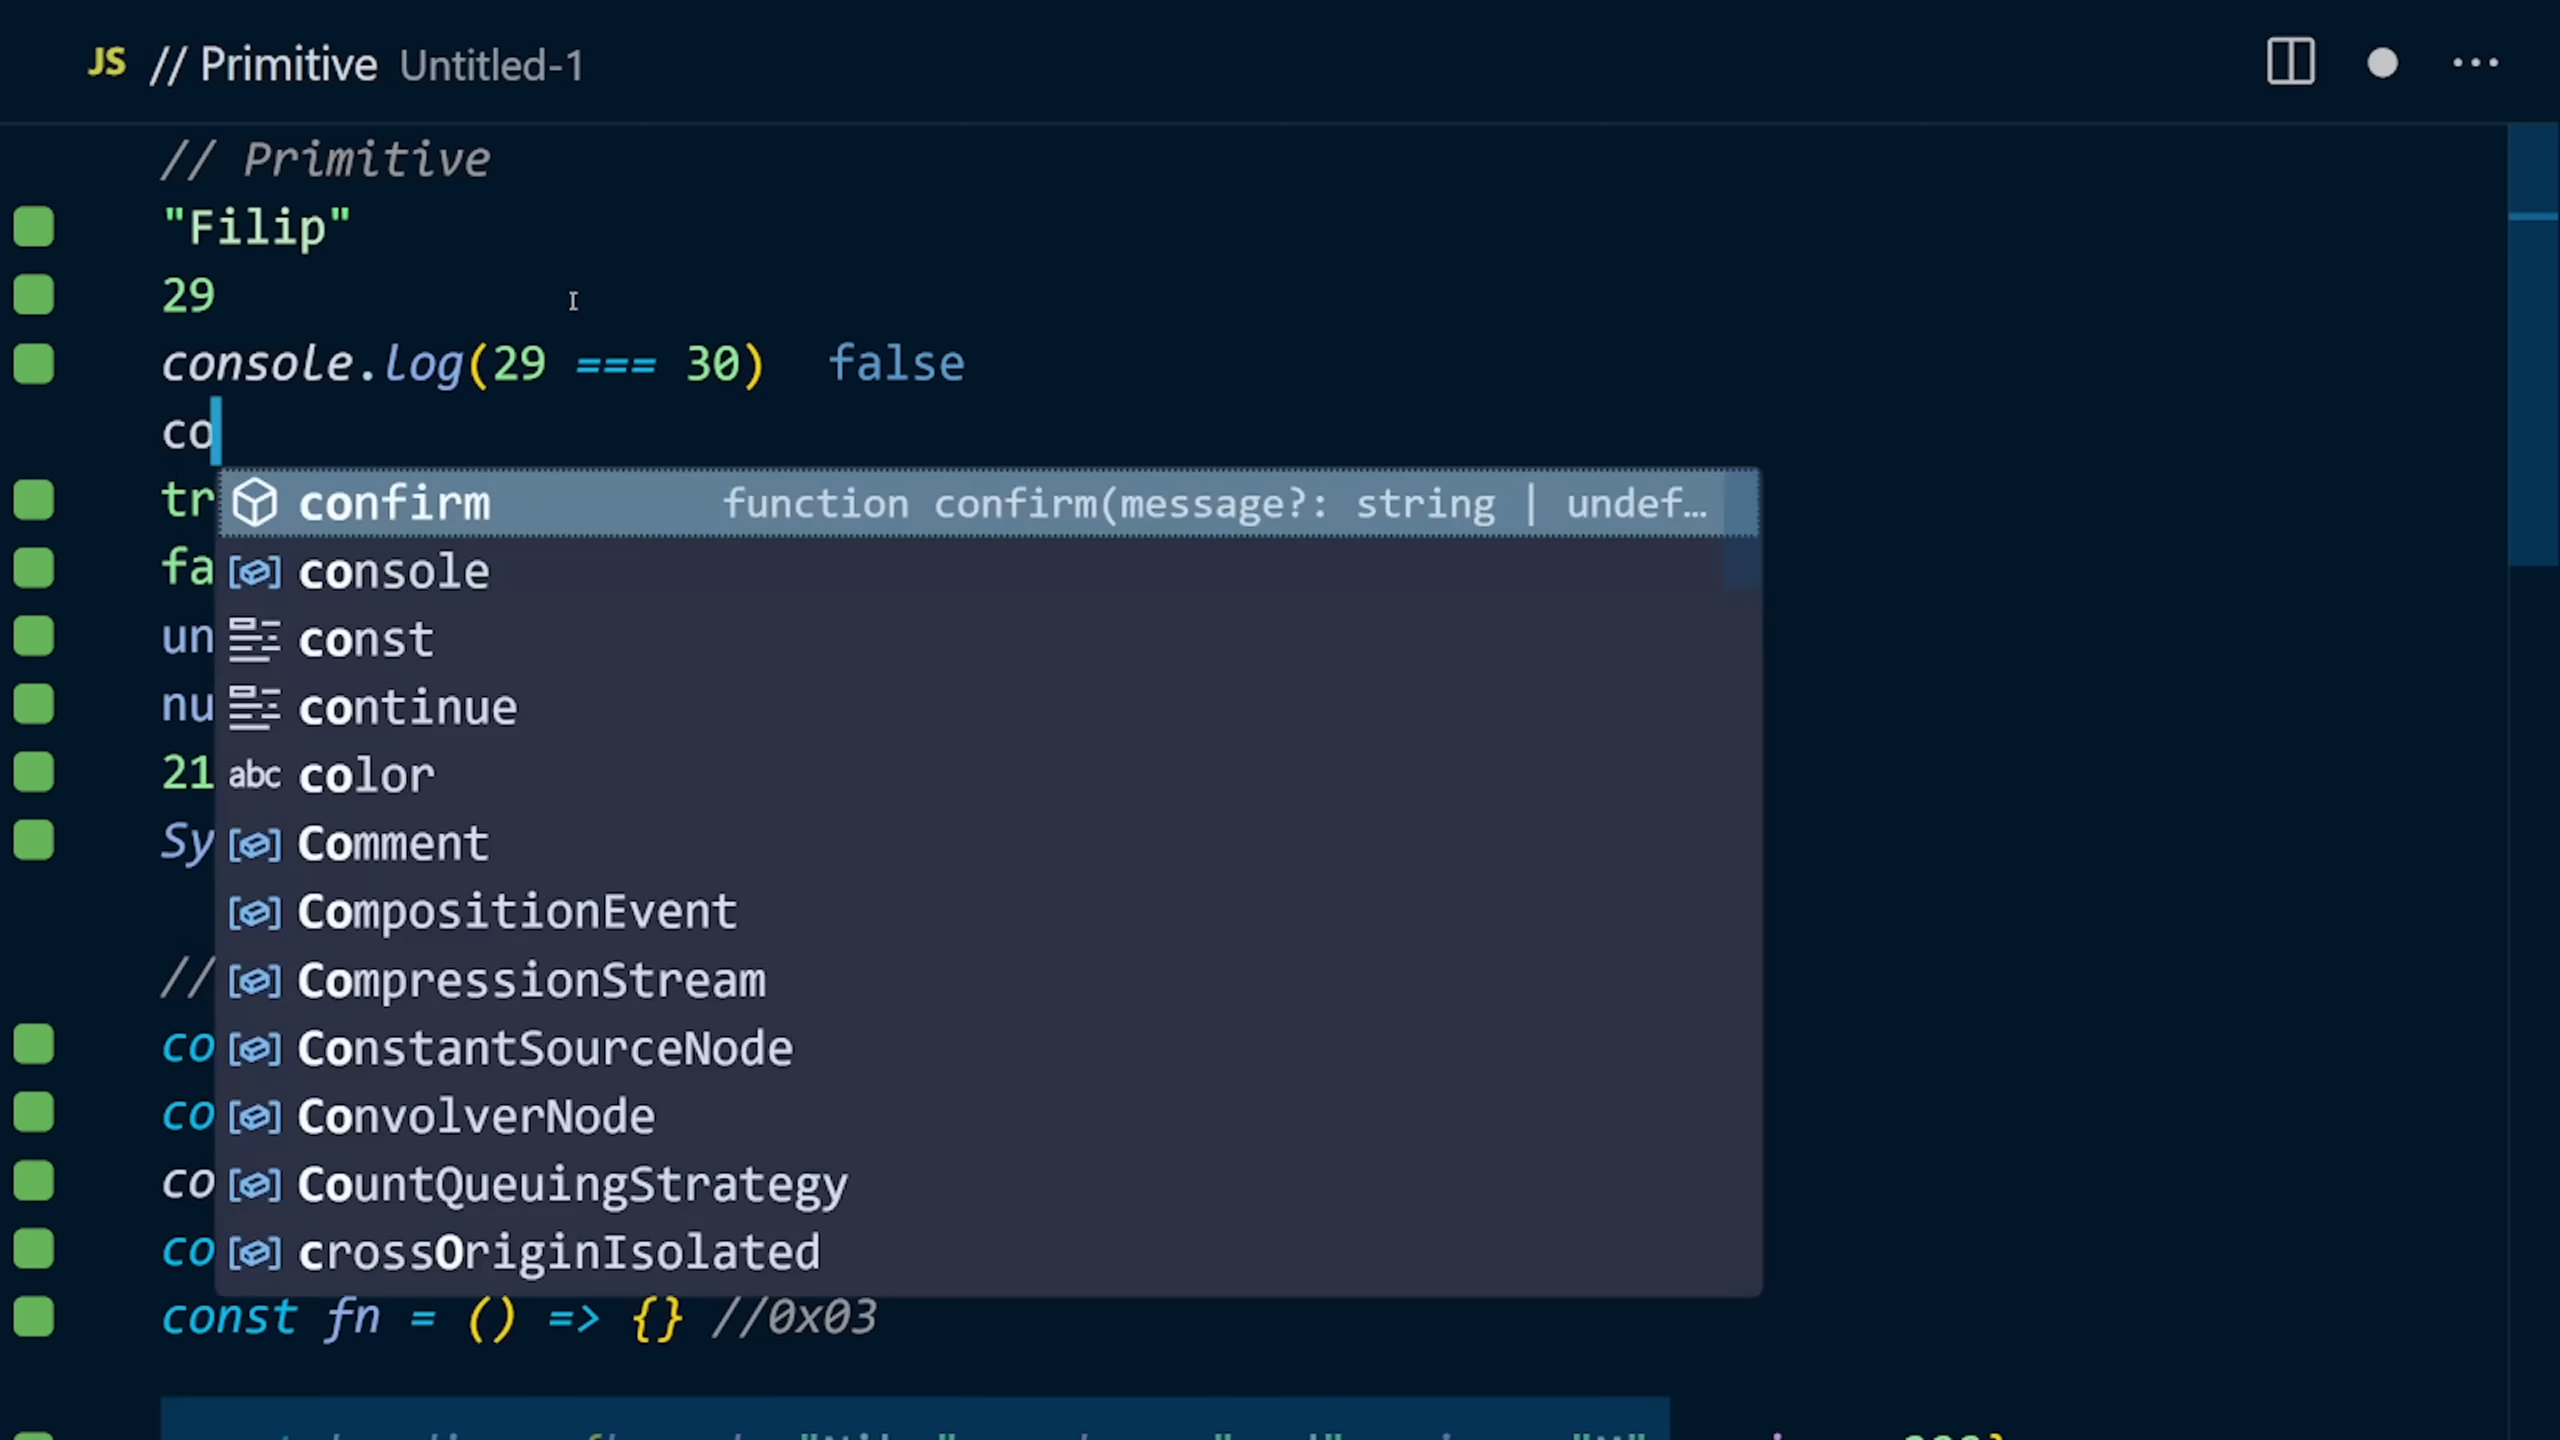 JS // Primitive Untitled-1 ...
// Primitive
"Filip"
29
console.log(29 === 30) false
co
tr
confirm function confirm(message?: string | undef…
fa
console
un
const
nu
continue
21
abc color
Sy
Comment
CompositionEvent
//
CompressionStream
co
ConstantSourceNode
co
ConvolverNode
co
CountQueuingStrategy
co
crossOriginIsolated
const fn = () => {} //0x03